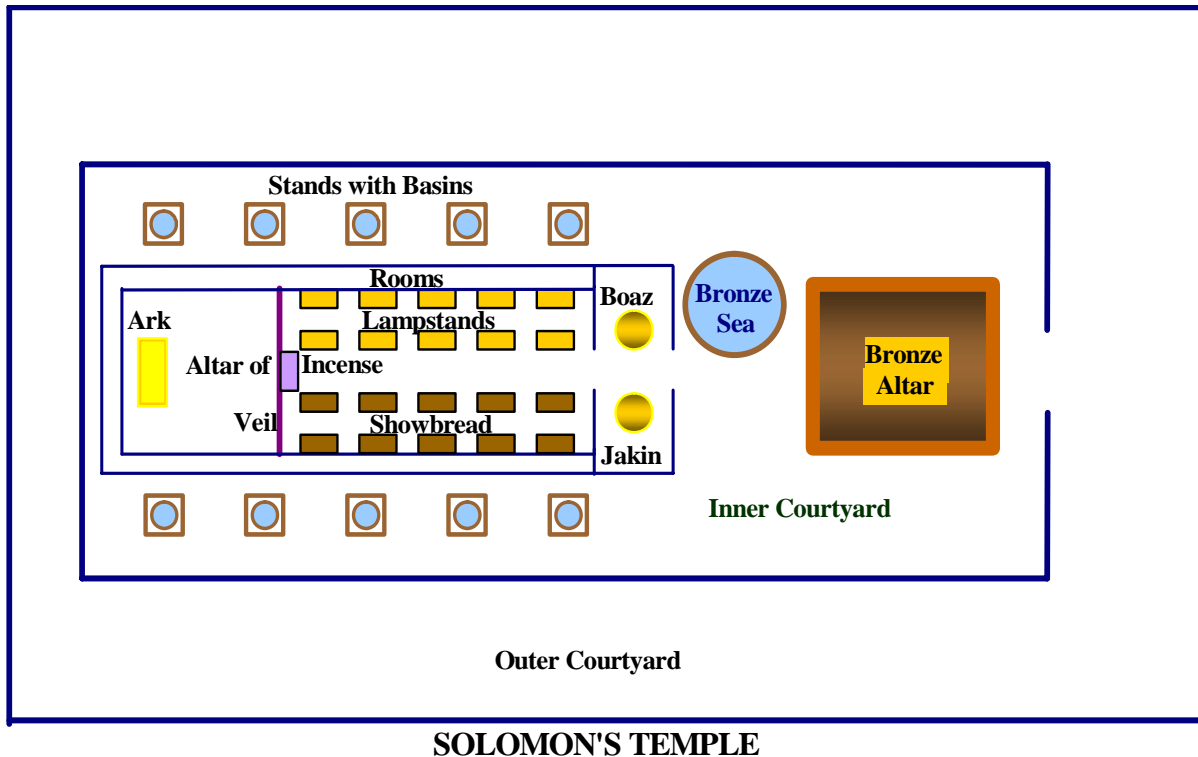 Stands with Basins
Rooms
Boaz
Bronze
Sea
Ark
Lampstands
Bronze
Altar
Altar of Incense
Veil
Showbread
Jakin
Inner Courtyard
Outer Courtyard
SOLOMON'S TEMPLE